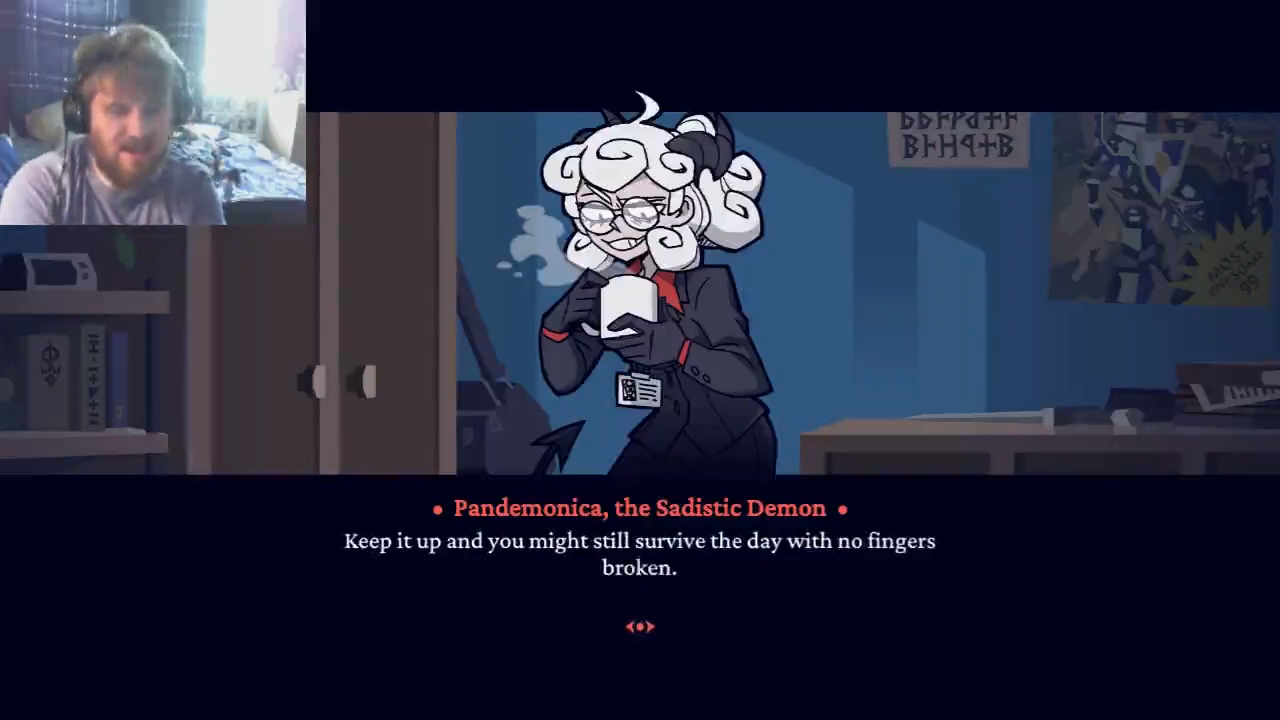 • Pandemonica, the Sadistic Demon •
Keep it up and you might still survive the day with no fingers
broken.